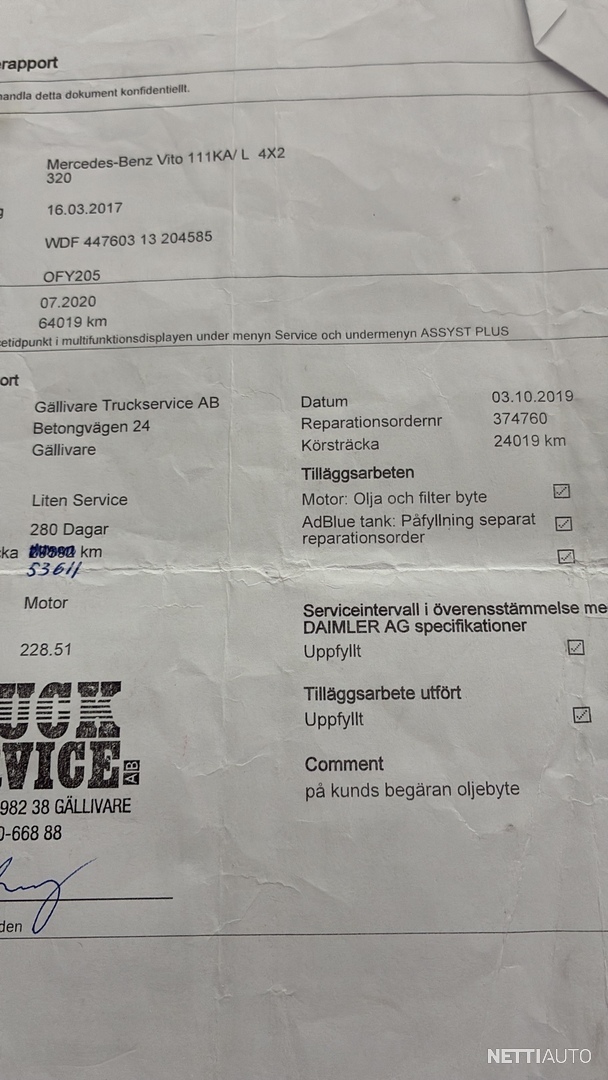 rapport
handla detta dokument konfidentiellt.
Mercedes-Benz Vito 111KA/ L 4X2
320
g 16.03.2017
WDF 447603 13 204585
OFY205
07.2020
64019 km
etidpunkt i multifunktionsdisplayen under menyn Service och undermenyn ASSYST PLUS
ort
Gällivare Truckservice AB
Betongvägen 24
Gällivare
Liten Service
280 Dagar
ka km
53611
Motor
228.51
UCK
VICE AB
982 38 GÄLLIVARE
0-668 88
den
Datum 03.10.2019
Reparationsordernr 374760
Körsträcka 24019 km
Tilläggsarbeten
Motor: Olja och filter byte
AdBlue tank: Påfyllning separat
reparationsorder
Serviceintervall i överensstämmelse me
DAIMLER AG specifikationer
Uppfyllt
Tilläggsarbete utfört
Uppfyllt
Comment
på kunds begäran oljebyte
NETTIAUTO